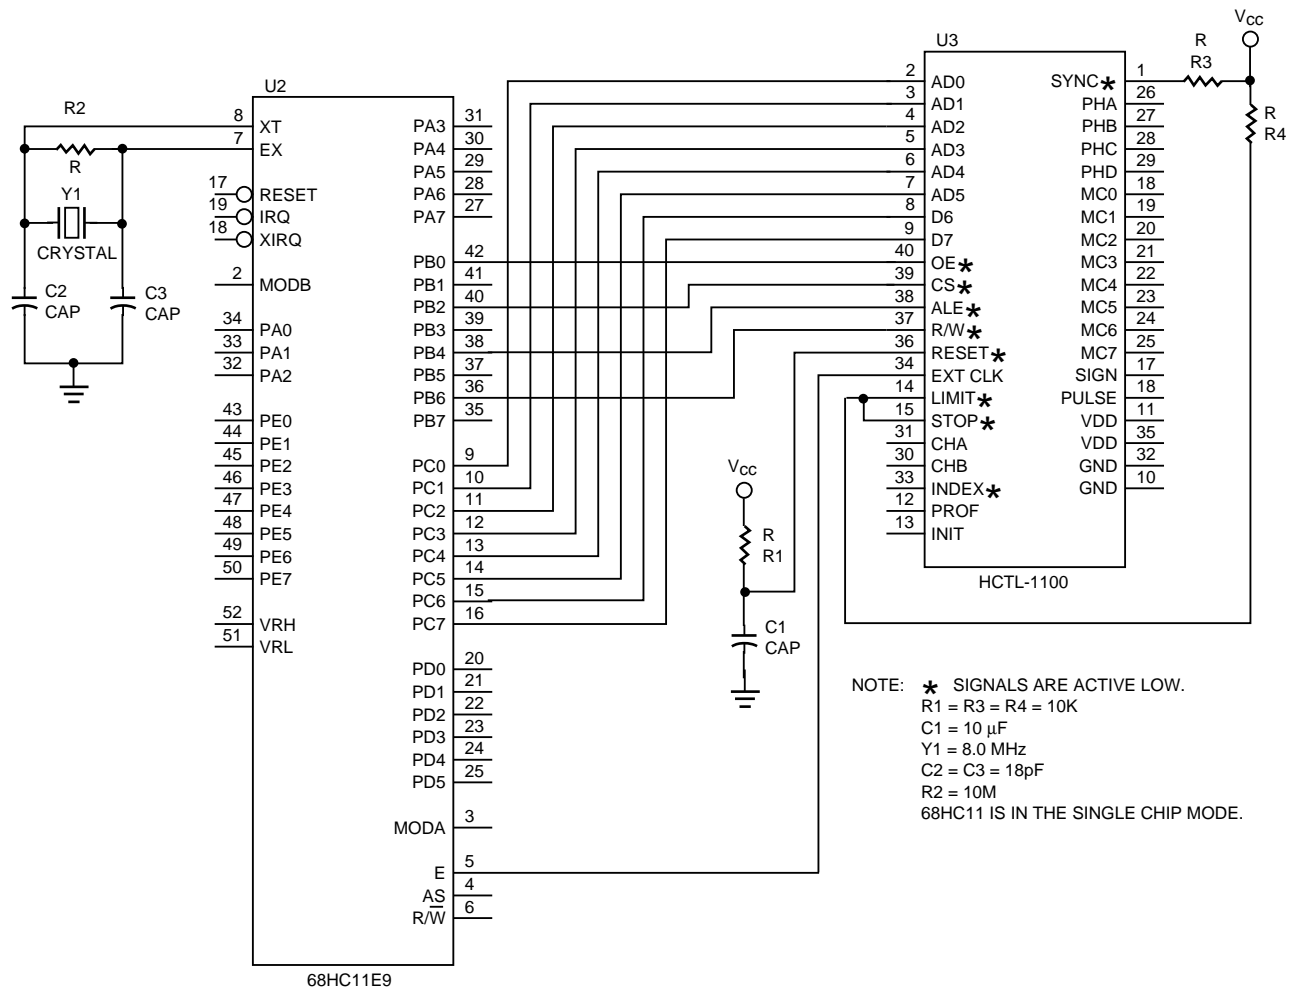 U2
R2
R
Y1
CRYSTAL
C2
CAP
C3
CAP
8 XT
7 EX
17 RESET
19 IRQ
18 XIRQ
2 MODB
34 PA0
33 PA1
32 PA2
43 PE0
44 PE1
45 PE2
46 PE3
47 PE4
48 PE5
49 PE6
50 PE7
52 VRH
51 VRL
PA3 31
PA4 30
PA5 29
PA6 28
PA7 27
PB0 42
PB1 41
PB2 40
PB3 39
PB4 38
PB5 37
PB6 36
PB7 35
PC0 9
PC1 10
PC2 11
PC3 12
PC4 13
PC5 14
PC6 15
PC7 16
PD0 20
PD1 21
PD2 22
PD3 23
PD4 24
PD5 25
MODA 3
E 5
AS 4
R/W 6
68HC11E9
VCC
R
R1
C1
CAP
U3
2 AD0
3 AD1
4 AD2
5 AD3
6 AD4
7 AD5
8 D6
9 D7
40 OE*
39 CS*
38 ALE*
37 R/W*
36 RESET*
34 EXT CLK
14 LIMIT*
15 STOP*
31 CHA
30 CHB
33 INDEX*
12 PROF
13 INIT
SYNC* 1
PHA 26
PHB 27
PHC 28
PHD 29
MC0 18
MC1 19
MC2 20
MC3 21
MC4 22
MC5 23
MC6 24
MC7 25
SIGN 17
PULSE 18
VDD 11
VDD 35
GND 32
GND 10
HCTL-1100
VCC
R
R3
R
R4
NOTE: * SIGNALS ARE ACTIVE LOW.
R1 = R3 = R4 = 10K
C1 = 10 µF
Y1 = 8.0 MHz
C2 = C3 = 18pF
R2 = 10M
68HC11 IS IN THE SINGLE CHIP MODE.